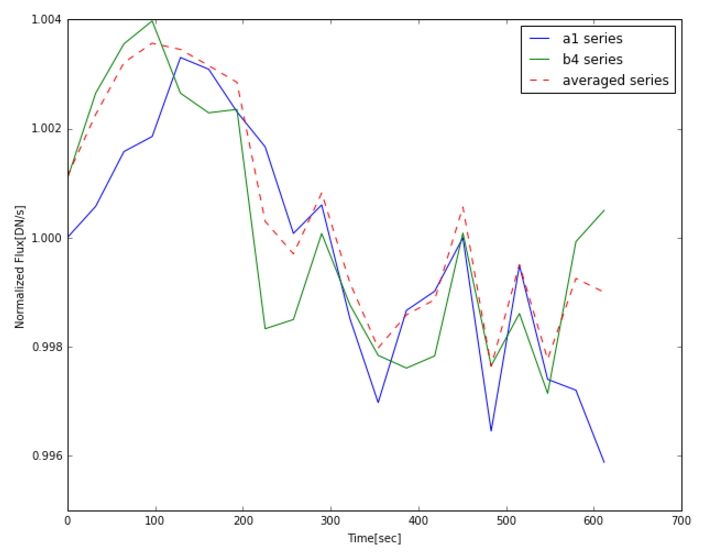 1.004
1.002
1.000
0.998
0.996
Normalized Flux[DN/s]
a1 series
b4 series
averaged series
0 100 200 300 400 500 600 700
Time[sec]